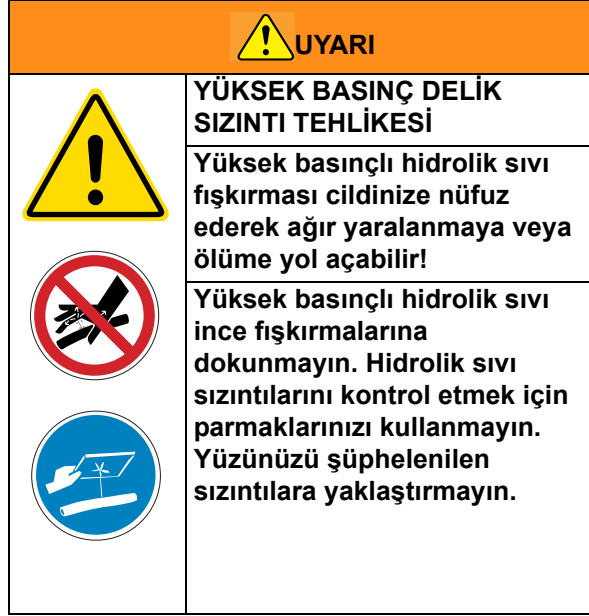 UYARI
YÜKSEK BASINÇ DELİK
SIZINTI TEHLİKESİ
Yüksek basınçlı hidrolik sıvı
fışkırması cildinize nüfuz
ederek ağır yaralanmaya veya
ölüme yol açabilir!
Yüksek basınçlı hidrolik sıvı
ince fışkırmalarına
dokunmayın. Hidrolik sıvı
sızıntılarını kontrol etmek için
parmaklarınızı kullanmayın.
Yüzünüzü şüphelenilen
sızıntılara yaklaştırmayın.